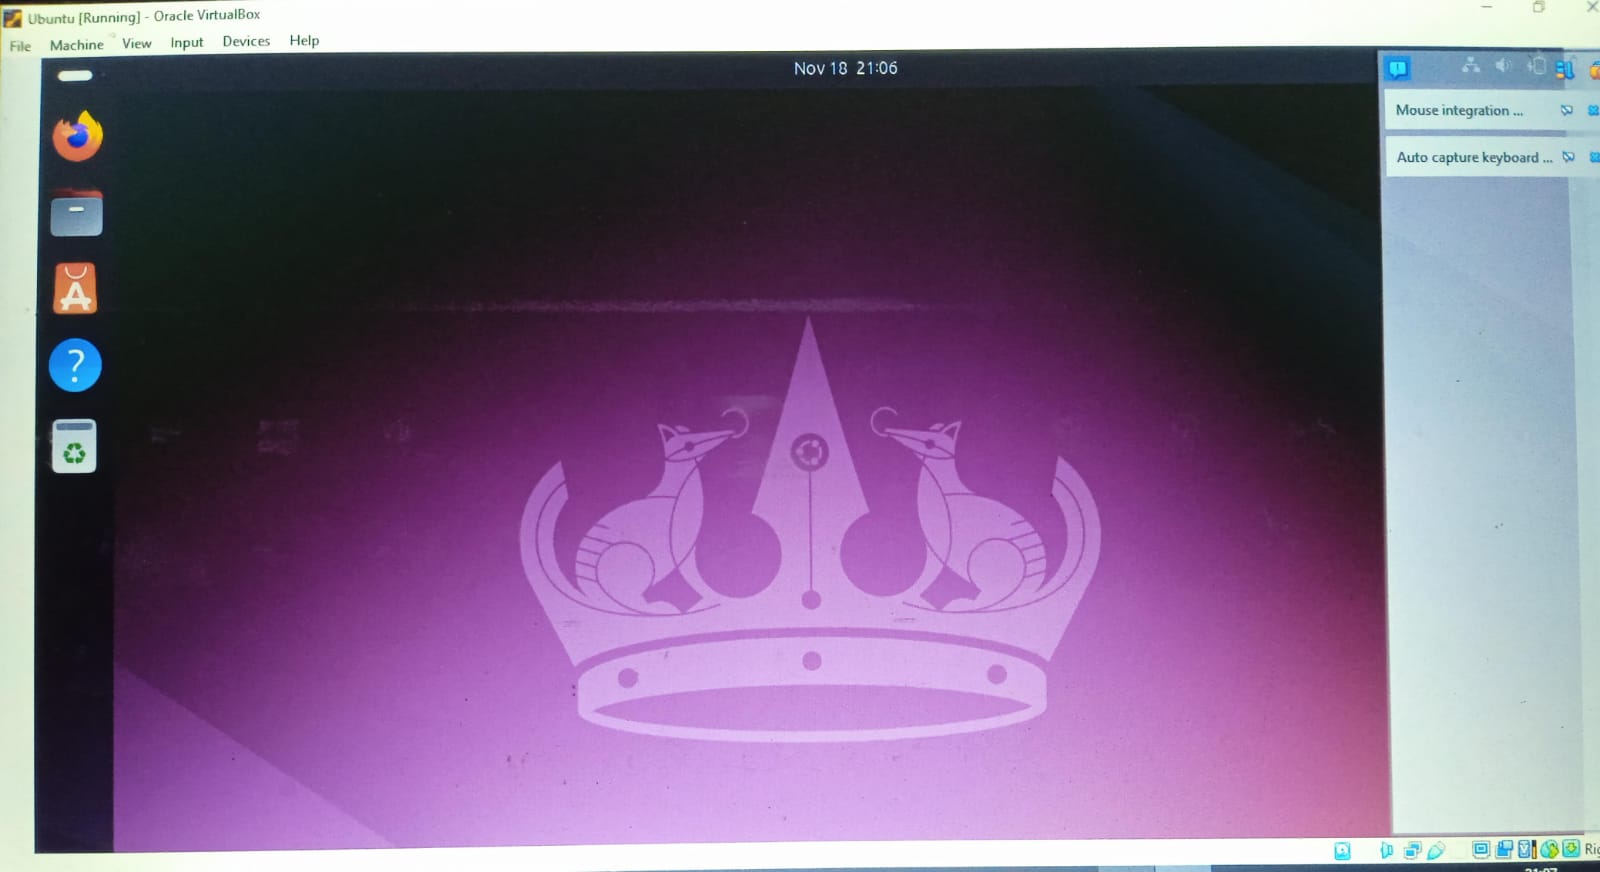 Ubuntu [Running] - Oracle VirtualBox
File Machine View Input Devices Help
Nov 18 21:06
Mouse integration ...
Auto capture keyboard ...